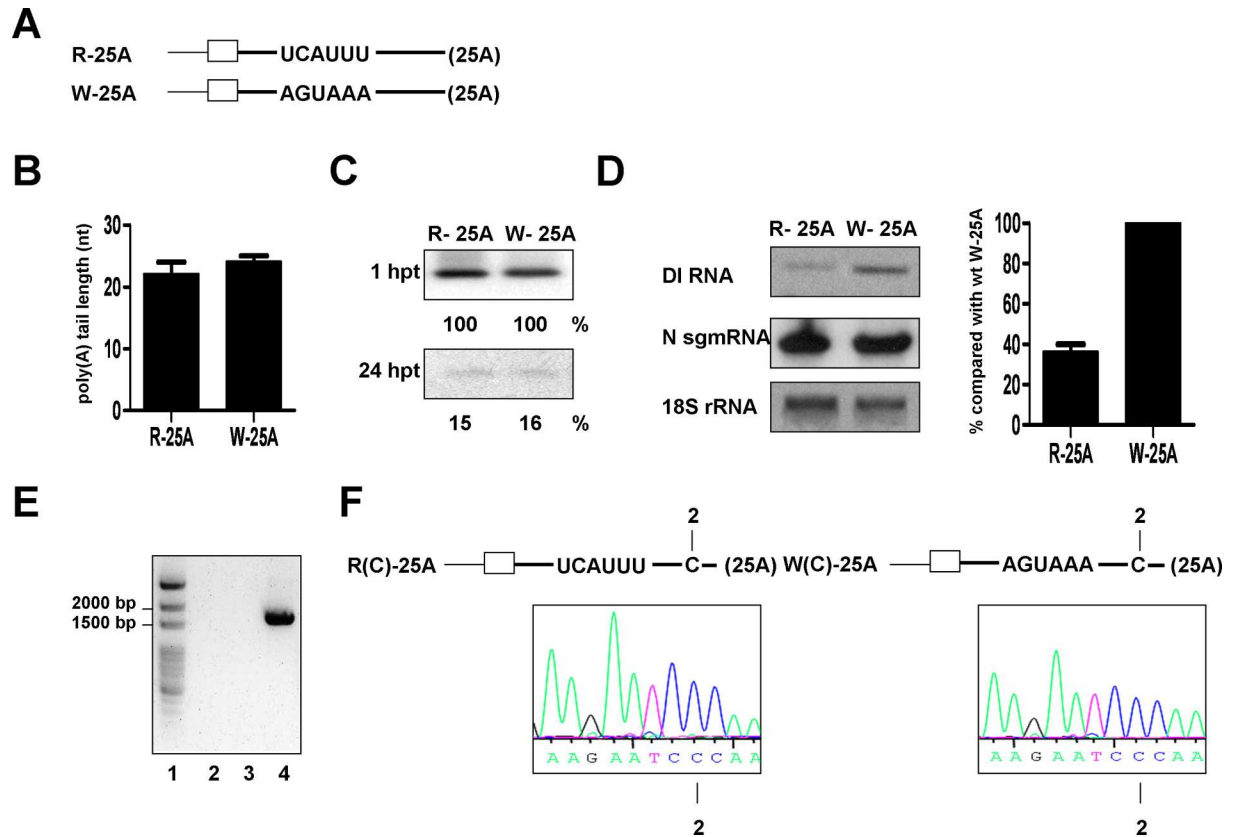 A
R-25A UCAUUU (25A)
W-25A AGUAAA (25A)
B
poly(A) tail length (nt)
30
20
10
0
R-25A W-25A
C
R- 25A W- 25A
1 hpt
100 100 %
24 hpt
15 16 %
D
R- 25A W- 25A
DI RNA
N sgmRNA
18S rRNA
% compared with wt W-25A
100
80
60
40
20
0
R-25A W-25A
E
2000 bp
1500 bp
1 2 3 4
F
2 2
R(C)-25A UCAUUU C (25A) W(C)-25A AGUAAA C (25A)
A A G A A T C C C A A
A A G A A T C C C A A
2 2